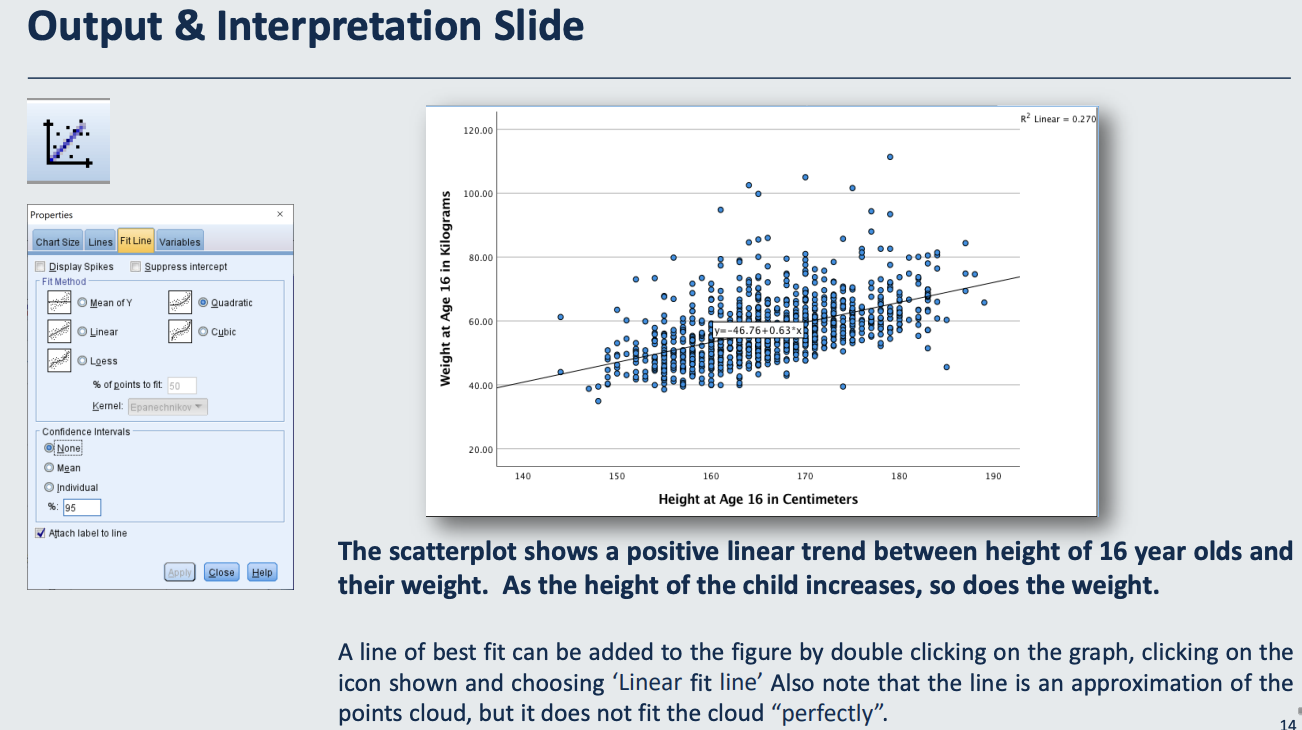 Output & Interpretation Slide
Properties
×
Chart Size Lines Fit Line Variables
Display Spikes Suppress intercept
Fit Method
Mean of Y Quadratic
Linear Cubic
Loess
% of points to fit: 50
Kernel: Epanechnikov
Confidence Intervals
None
Mean
Individual
%: 95
Attach label to line
Apply Close Help
R² Linear = 0.270
120.00
100.00
80.00
60.00
40.00
20.00
Weight at Age 16 in Kilograms
y=-46.76+0.63*x
140 150 160 170 180 190
Height at Age 16 in Centimeters
The scatterplot shows a positive linear trend between height of 16 year olds and
their weight. As the height of the child increases, so does the weight.
A line of best fit can be added to the figure by double clicking on the graph, clicking on the
icon shown and choosing ‘Linear fit line’ Also note that the line is an approximation of the
points cloud, but it does not fit the cloud “perfectly”.
14